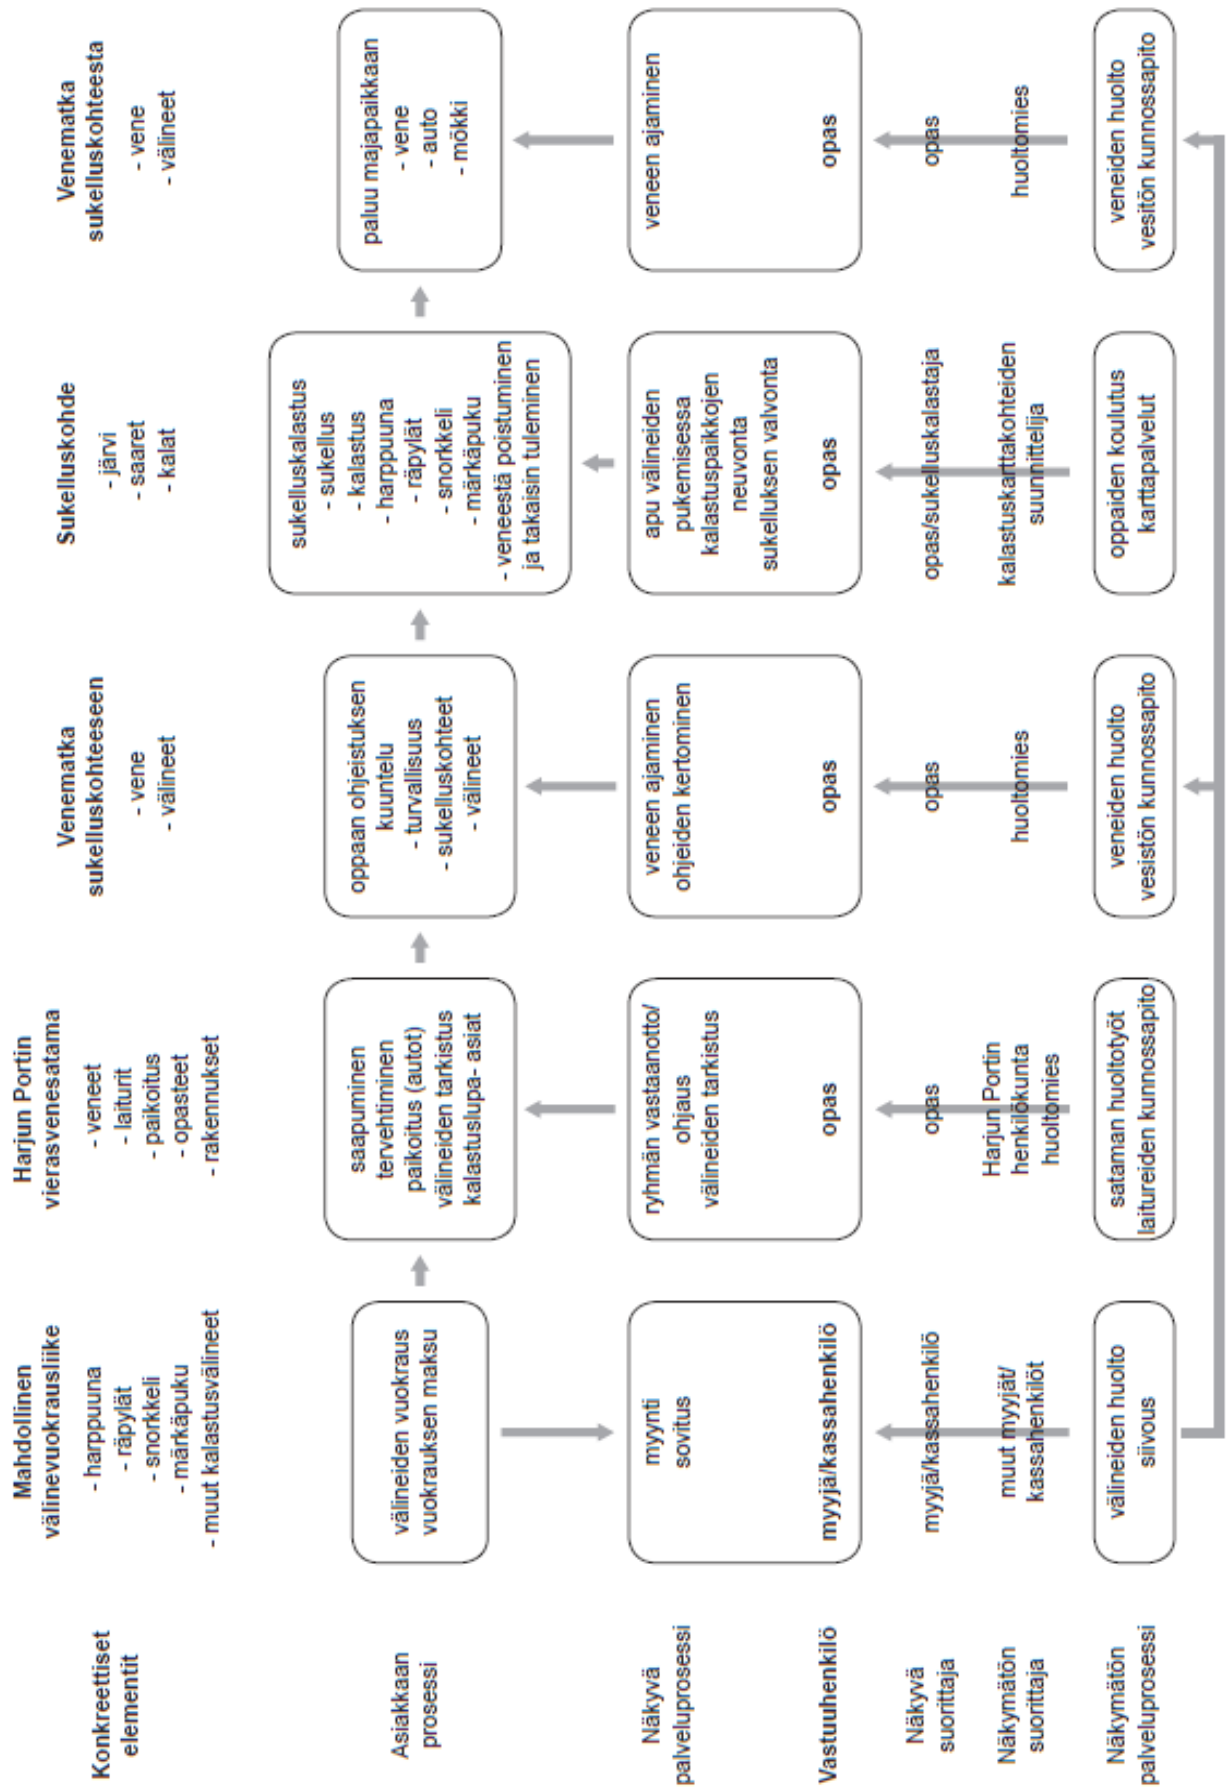 Konkreettiset
elementit
Mahdollinen
välinevuokrausliike
- harppuuna
- räpylät
- snorkkeli
- märkäpuku
- muut kalastusvälineet
Harjun Portin
vierasvenesatama
- veneet
- laiturit
- paikoitus
- opasteet
- rakennukset
Venematka
sukelluskohteeseen
- vene
- välineet
Sukelluskohde
- järvi
- saaret
- kalat
Venematka
sukelluskohteesta
- vene
- välineet
Asiakkaan
prosessi
välineiden vuokraus
vuokrauksen maksu
saapuminen
tervehtiminen
paikoitus (autot)
välineiden tarkistus
kalastuslupa- asiat
oppaan ohjeistuksen
kuuntelu
- turvallisuus
- sukelluskohteet
- välineet
sukelluskalastus
- sukellus
- kalastus
- harppuuna
- räpylät
- snorkkeli
- märkäpuku
- veneestä poistuminen
ja takaisin tuleminen
paluu majapaikkaan
- vene
- auto
- mökki
Näkyvä
palveluprosessi
myynti
sovitus
ryhmän vastaanotto/
ohjaus
välineiden tarkistus
veneen ajaminen
ohjeiden kertominen
apu välineiden
pukemisessa
kalastuspaikkojen
neuvonta
sukelluksen valvonta
veneen ajaminen
Vastuuhenkilö
myyjä/kassahenkilö
opas
opas
opas
opas
Näkyvä
suorittaja
myyjä/kassahenkilö
opas
opas
opas/sukelluskalastaja
opas
Näkymätön
suorittaja
muut myyjät/
kassahenkilöt
Harjun Portin
henkilökunta
huoltomies
huoltomies
kalastuskarttakohteiden
suunnittelija
huoltomies
Näkymätön
palveluprosessi
välineiden huolto
siivous
sataman huoltotyöt
laitureiden kunnossapito
veneiden huolto
vesistön kunnossapito
oppaiden koulutus
karttapalvelut
veneiden huolto
vesitön kunnossapito